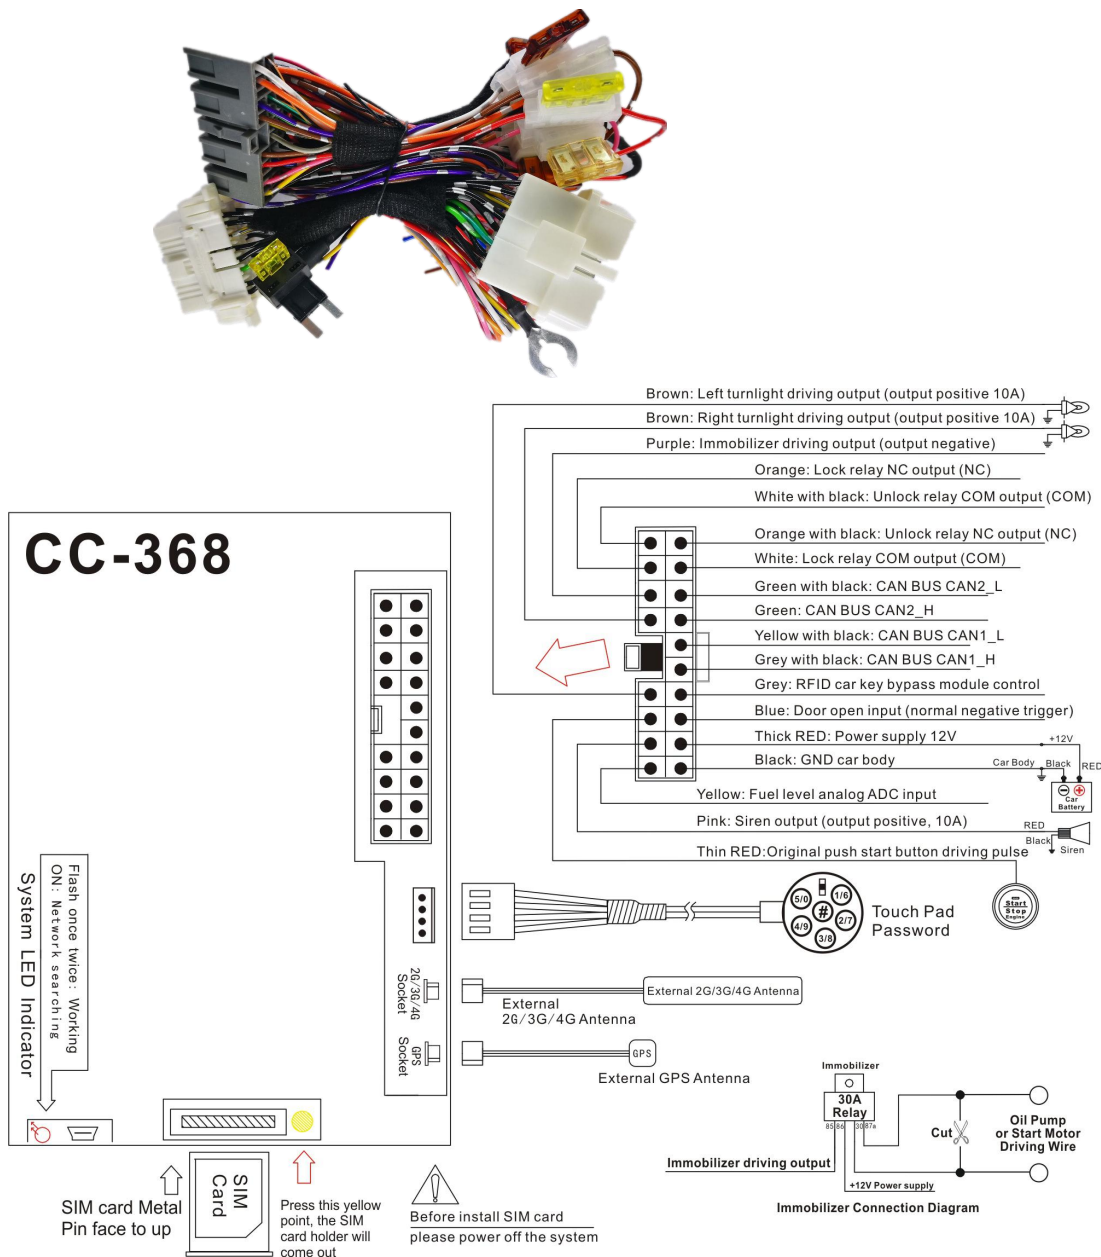 Brown: Left turnlight driving output (output positive 10A)
Brown: Right turnlight driving output (output positive 10A)
Purple: Immobilizer driving output (output negative)
Orange: Lock relay NC output (NC)
White with black: Unlock relay COM output (COM)
Orange with black: Unlock relay NC output (NC)
White: Lock relay COM output (COM)
Green with black: CAN BUS CAN2_L
Green: CAN BUS CAN2_H
Yellow with black: CAN BUS CAN1_L
Grey with black: CAN BUS CAN1_H
Grey: RFID car key bypass module control
Blue: Door open input (normal negative trigger)
Thick RED: Power supply 12V
+12V
Black: GND car body
Car Body
Black
RED
Car
Battery
Yellow: Fuel level analog ADC input
Pink: Siren output (output positive, 10A)
RED
Black
Siren
Thin RED:Original push start button driving pulse
Start
Stop
Engine
CC-368
5/0
1/6
#
4/9
2/7
3/8
Touch Pad
Password
2G/3G/4G
Socket
External 2G/3G/4G Antenna
External
2G/3G/4G Antenna
GPS
Socket
GPS
External GPS Antenna
Flash once twice: Working
ON: Network searching
System LED Indicator
SIM
Card
SIM card Metal
Pin face to up
Press this yellow
point, the SIM
card holder will
come out
Before install SIM card
please power off the system
Immobilizer
30A
Relay
85 86 30 87a
Cut
Oil Pump
or Start Motor
Driving Wire
Immobilizer driving output
+12V Power supply
Immobilizer Connection Diagram